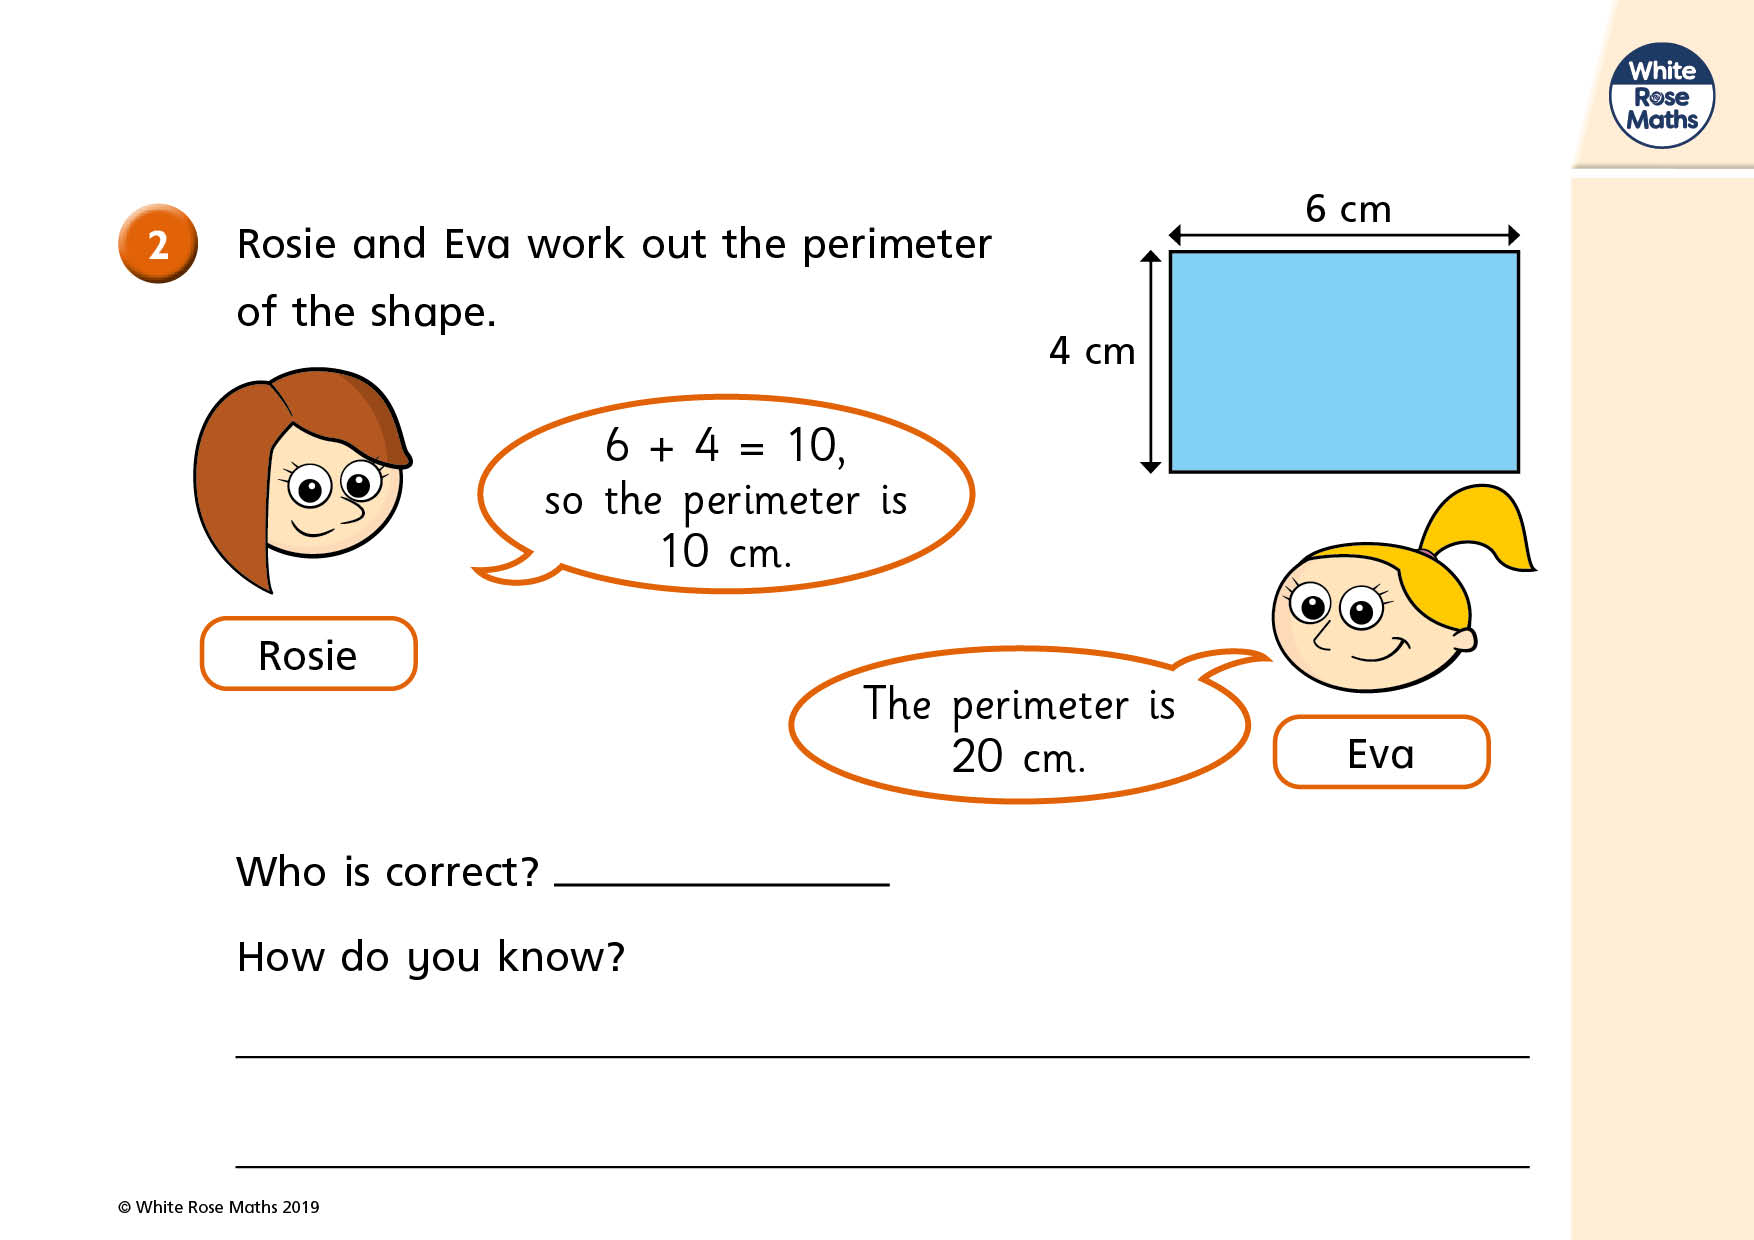 White
Rose
Maths
6 cm
2
Rosie and Eva work out the perimeter
of the shape.
4 cm
6 + 4 = 10,
so the perimeter is
10 cm.
Rosie
The perimeter is
20 cm.
Eva
Who is correct?
How do you know?
© White Rose Maths 2019